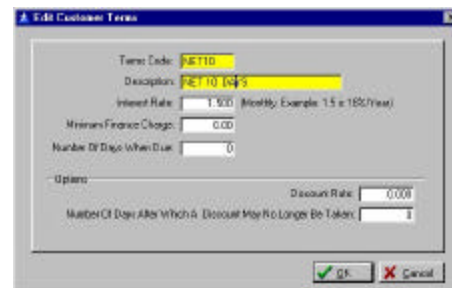 Edit Customer Terms
Terms Code: NET10
Description: NET 10 DAYS
Interest Rate: 1.500 (Monthly. Example: 1.5 = 18%/Year)
Minimum Finance Charge: 0.00
Number Of Days When Due: 0
Options
Discount Rate: 0.000
Number Of Days After Which A Discount May No Longer Be Taken: 0
OK Cancel